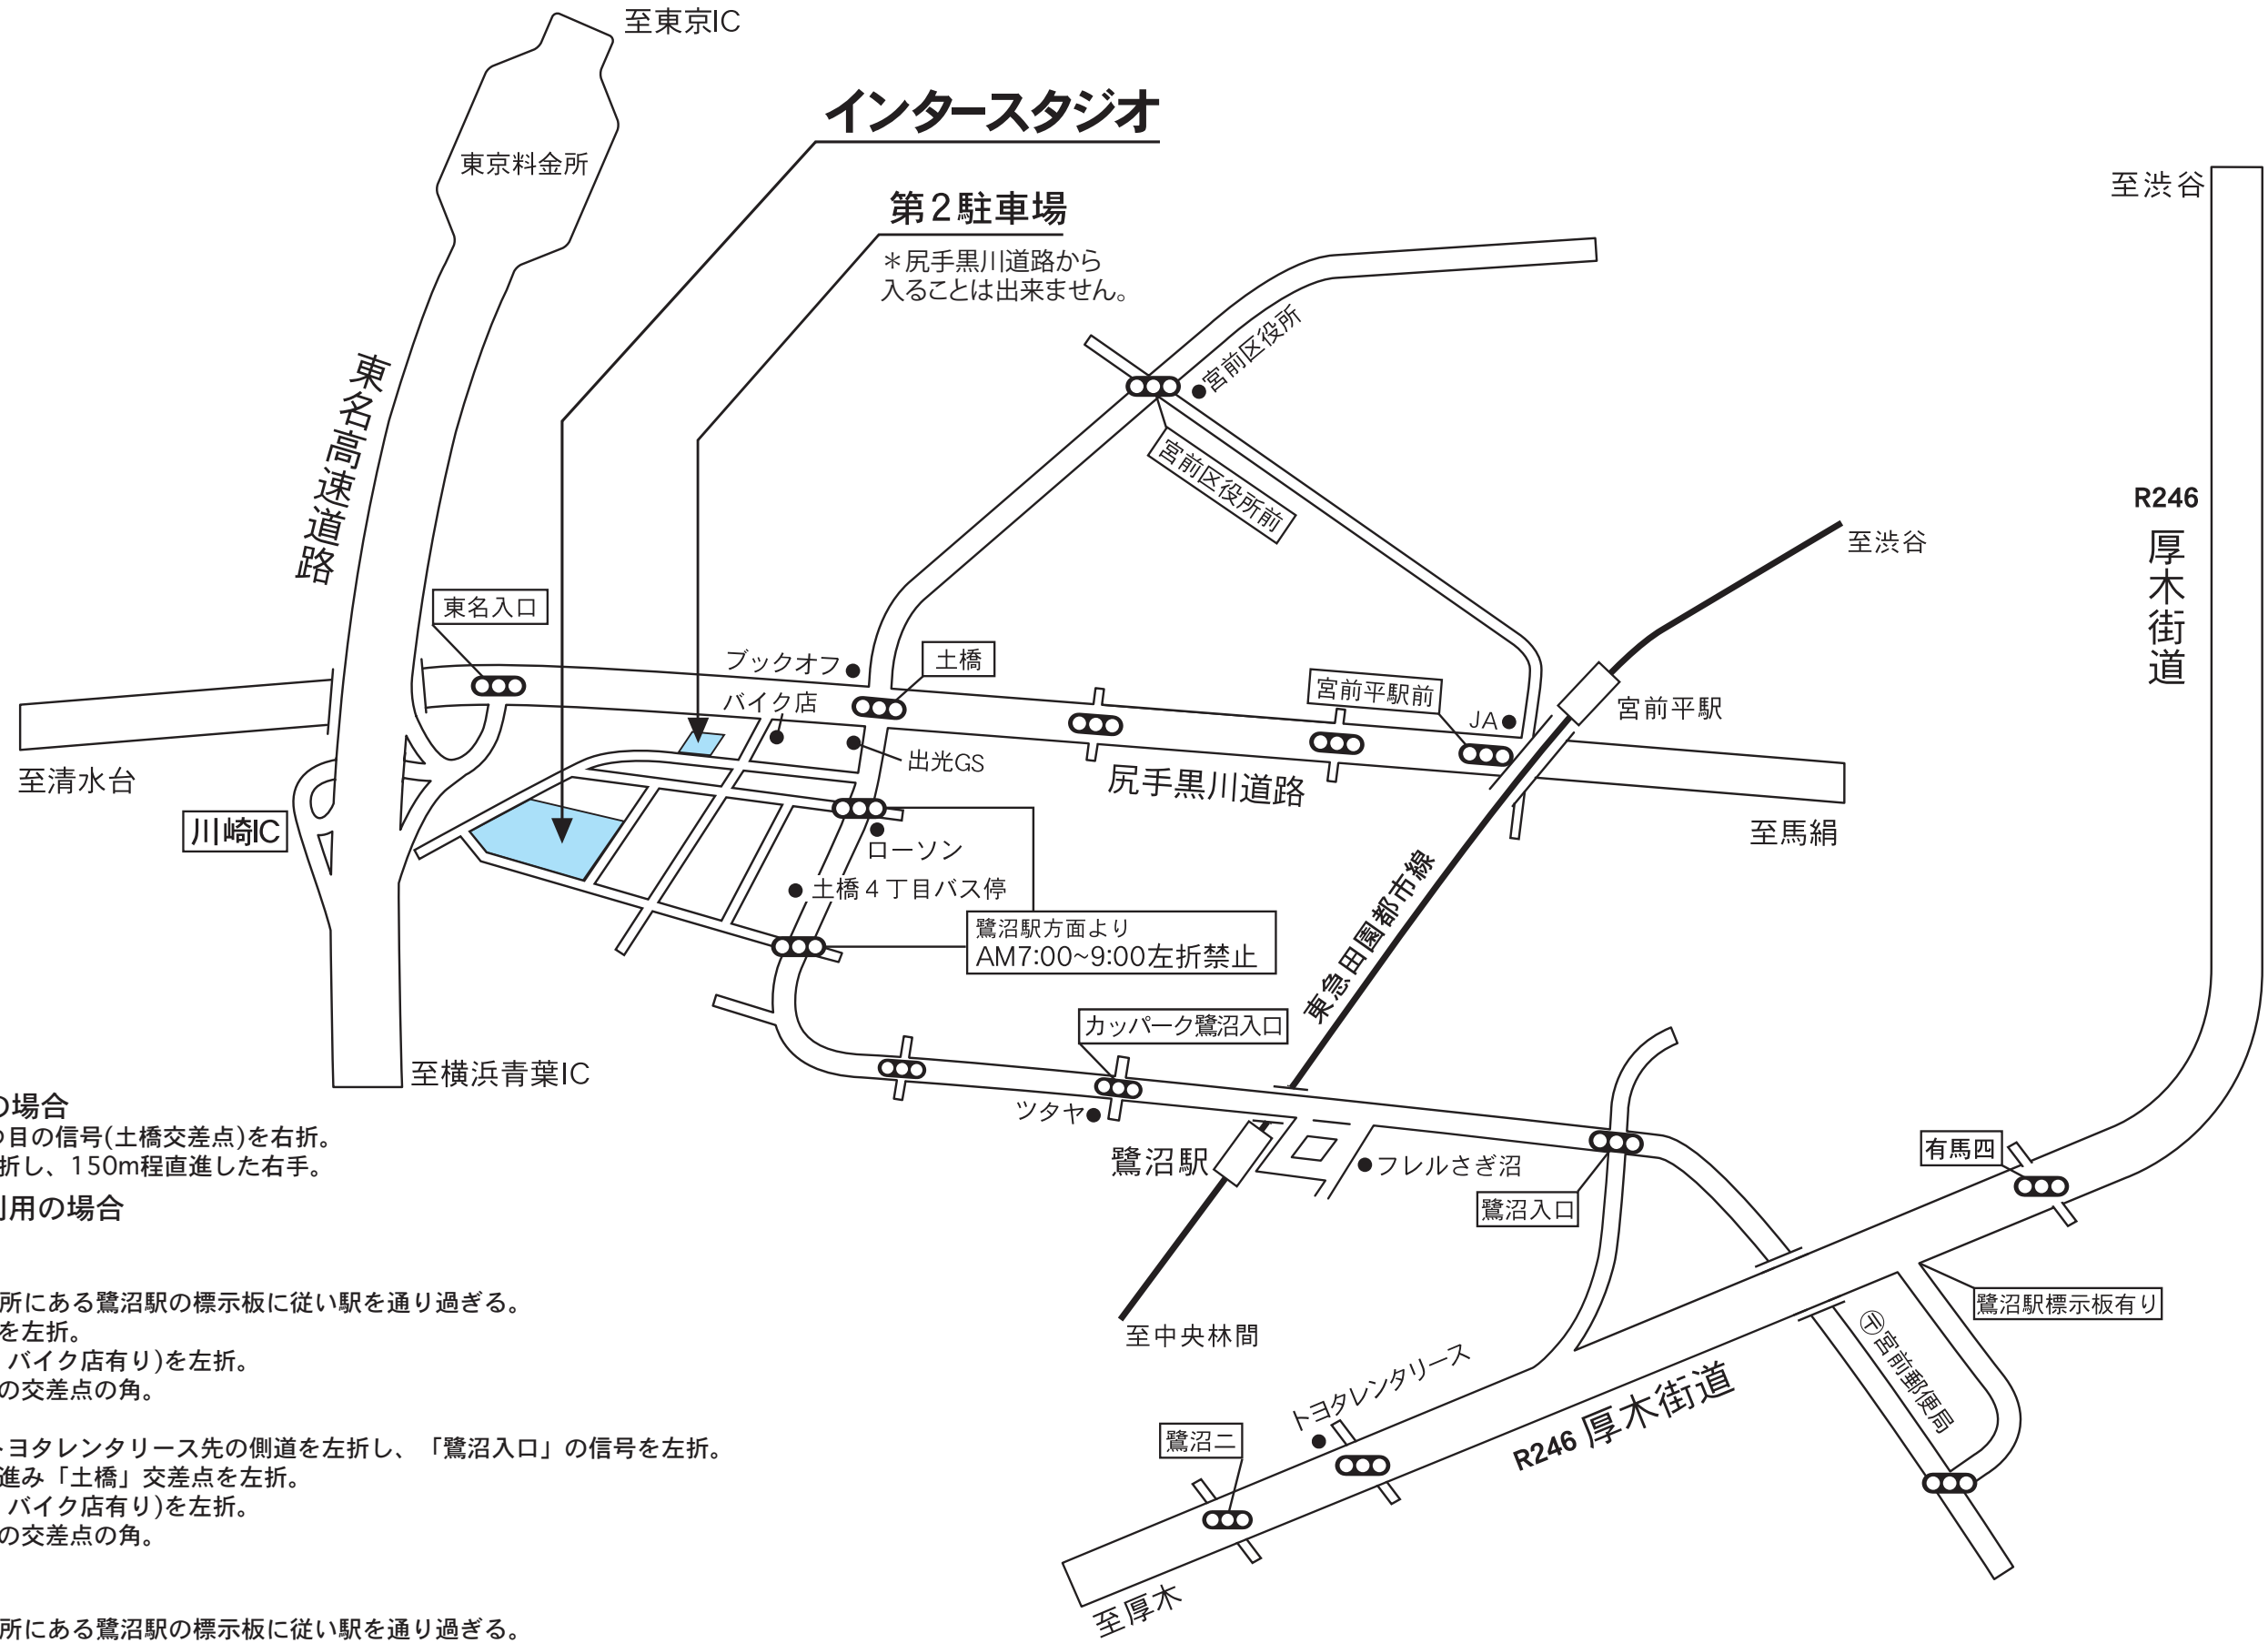 至東京IC
東京料金所
インタースタジオ
第2駐車場
＊尻手黒川道路から
入ることは出来ません。
至渋谷
R246
厚木街道
東名高速道路
宮前区役所
宮前区役所前
至渋谷
東名入口
ブックオフ
土橋
バイク店
宮前平駅前
JA
宮前平駅
出光GS
尻手黒川道路
至清水台
川崎IC
至馬絹
ローソン
土橋４丁目バス停
鷺沼駅方面より
AM7:00~9:00左折禁止
東急田園都市線
カッパーク鷺沼入口
至横浜青葉IC
ツタヤ
鷺沼駅
フレルさぎ沼
鷺沼入口
有馬四
の場合
つ目の信号(土橋交差点)を右折。
折し、150m程直進した右手。
利用の場合
所にある鷺沼駅の標示板に従い駅を通り過ぎる。
を左折。
バイク店有り)を左折。
の交差点の角。
トヨタレンタリース先の側道を左折し、「鷺沼入口」の信号を左折。
進み「土橋」交差点を左折。
バイク店有り)を左折。
の交差点の角。
所にある鷺沼駅の標示板に従い駅を通り過ぎる。
至中央林間
鷺沼駅標示板有り
〶宮前郵便局
トヨタレンタリース
R246 厚木街道
鷺沼二
至厚木